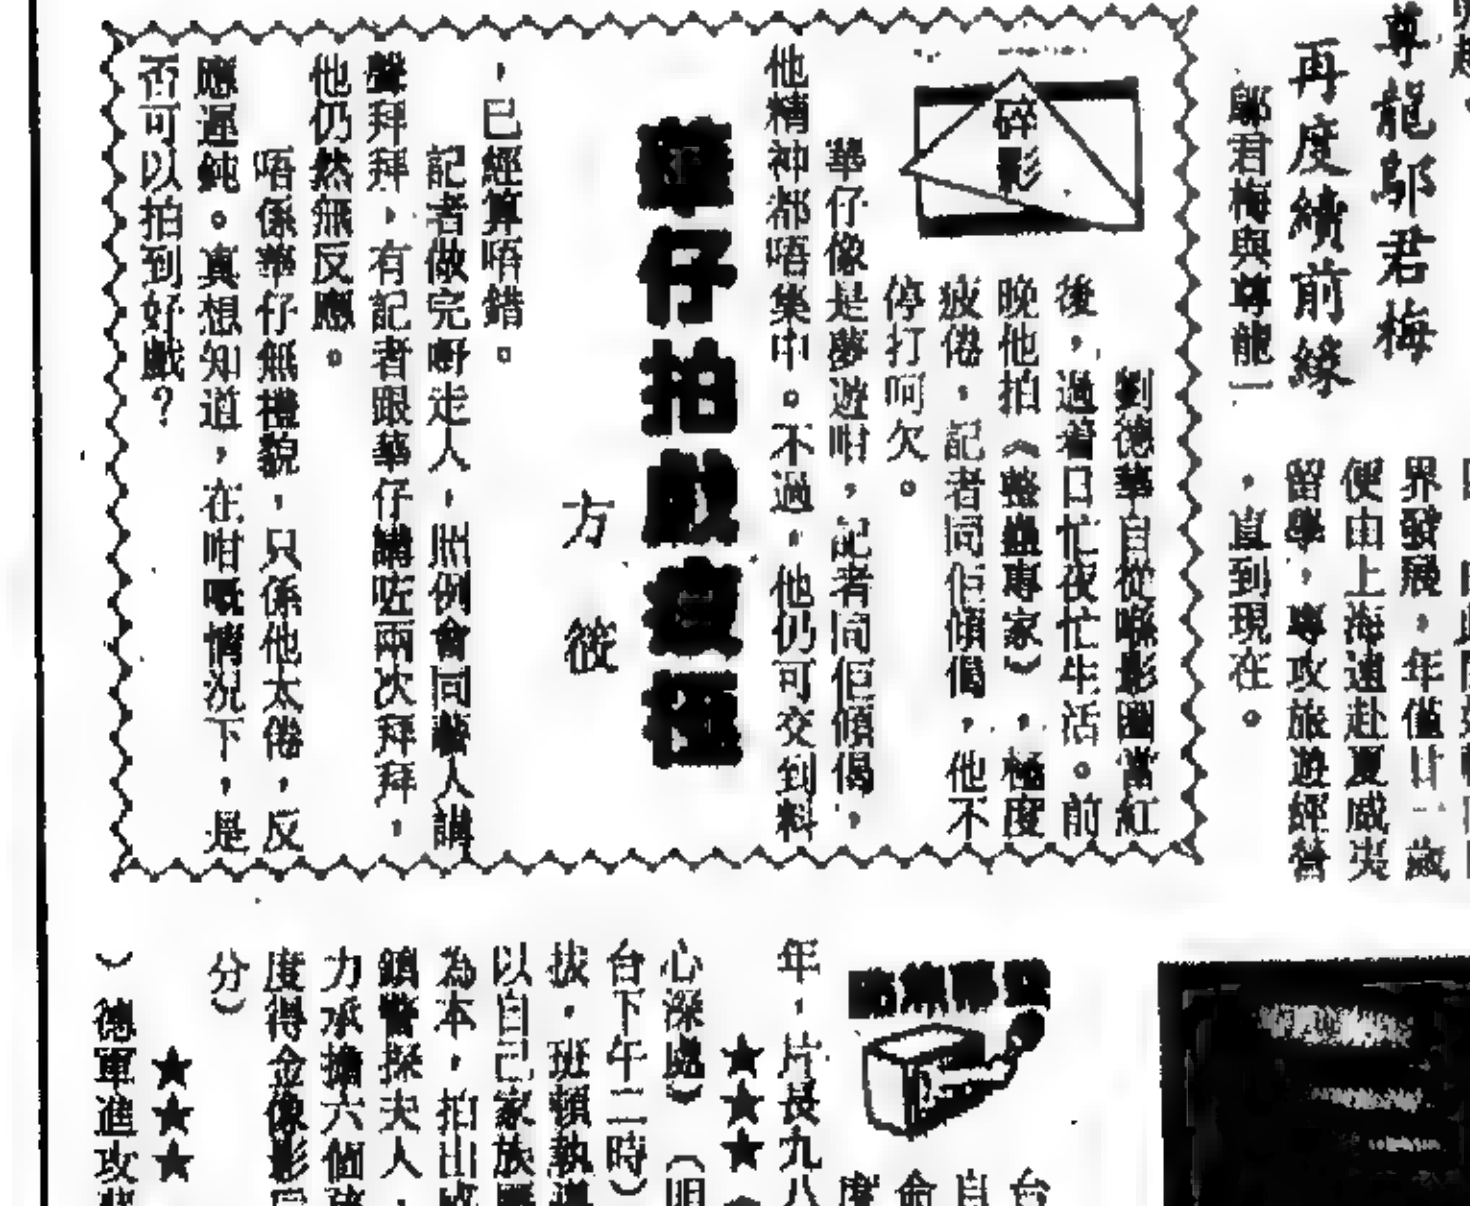 尊龍鄔君梅
再度續前緣
鄔君梅與尊龍一
界發展，年僅廿一歲
便由上海遠赴夏威夷
留學，專攻旅遊經營
，直到現在。
碎影
劉德華自從喺影圈當紅
後，過着日忙夜忙生活。前
晚他拍《整蠱專家》，極度
疲倦，記者同佢傾偈，他不
停打呵欠。
華仔像是夢遊咁，記者同佢傾偈，
他精神都唔集中。不過，他仍可交到料
華仔拍戲疲極
方筱
，已經算唔錯。
記者做完嘢走人，照例會同藝人講
聲拜拜，有記者跟華仔講咗兩次拜拜，
他仍然無反應。
唔係華仔無禮貌，只係他太倦，反
應遲鈍。真想知道，在咁嘅情況下，是
否可以拍到好戲？
年，片長九八
★★★
心深處》（明
台下午二時）
拔．班頓執導
以自己家族
為本，拍出
鎮警探夫人，
力承擔六個孩
度得金像影后
分）
★★★
》德軍進攻